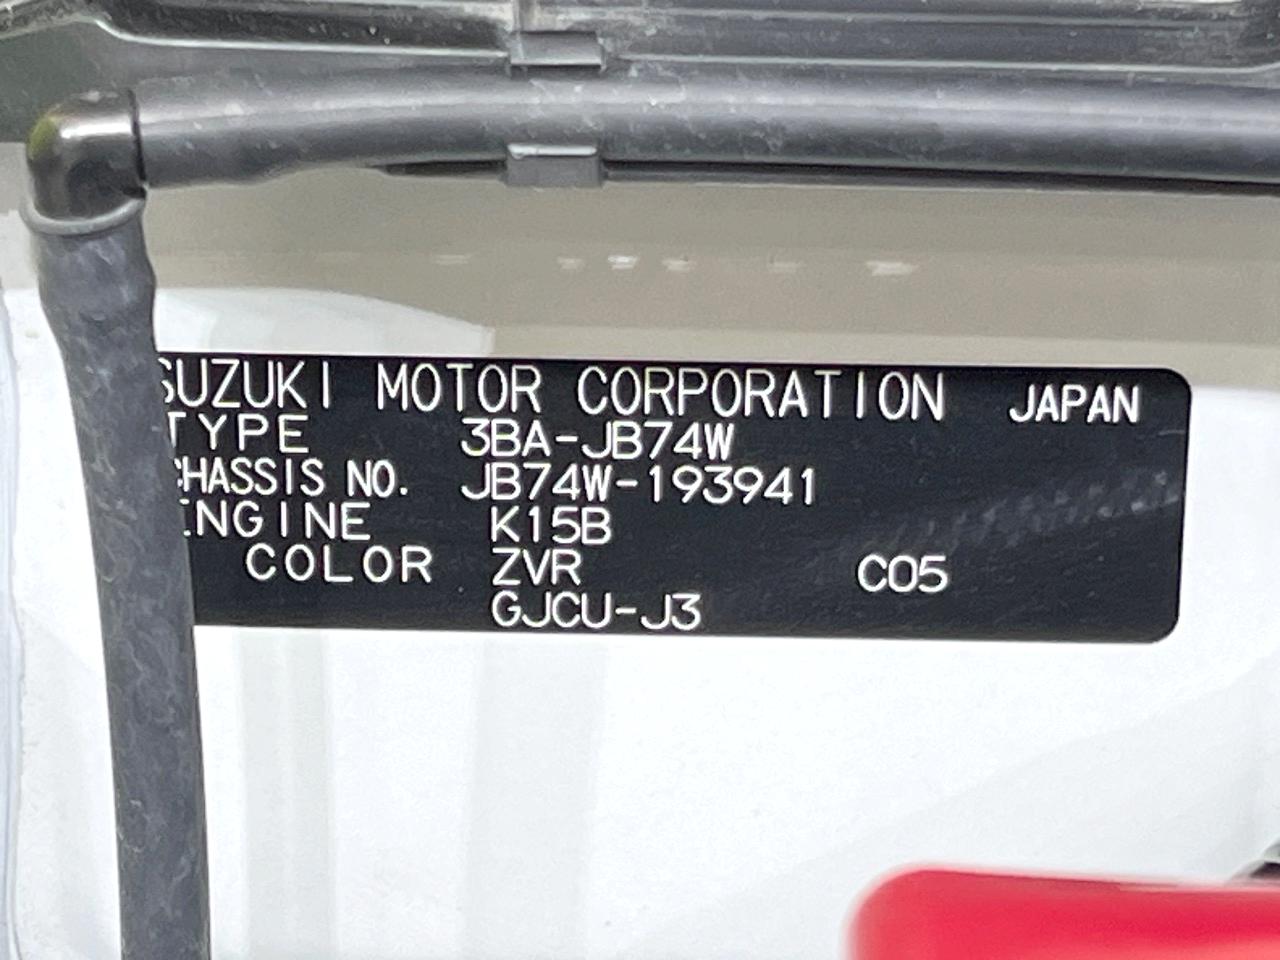 SUZUKI MOTOR CORPORATION JAPAN
TYPE 3BA-JB74W
CHASSIS NO. JB74W-193941
ENGINE K15B
COLOR ZVR C05
GJCU-J3